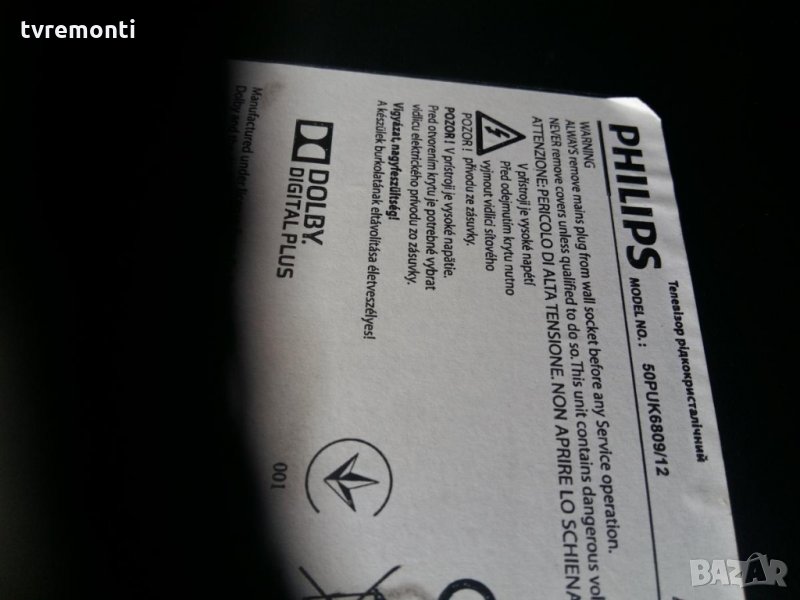 tvremonti
Телевізор рідкокристалічний
PHILIPS
MODEL NO.: 50PUK6809/12
WARNING
ALWAYS remove mains plug from wall socket before any Service operation.
NEVER remove covers unless qualified to do so. This unit contains dangerous
ATTENZIONE: PERICOLO DI ALTA TENSIONE. NON APRIRE LO
V přístroji je vysoké napětí
Před odejmutím krytu nutno
vyjmout vidlici síťového
POZOR! přívodu ze zásuvky.
POZOR! V prístroji je vysoké napätie.
Pred otvorením krytu je potrebné vybrat
vidlicu elektrického prívodu zo zásuvky.
Vigyázat, nagyfeszültség!
A készülék burkolatának eltávolítása életveszélyes!
DOLBY
DIGITAL PLUS
Manufactured under
Dolby and
001
BAZAR